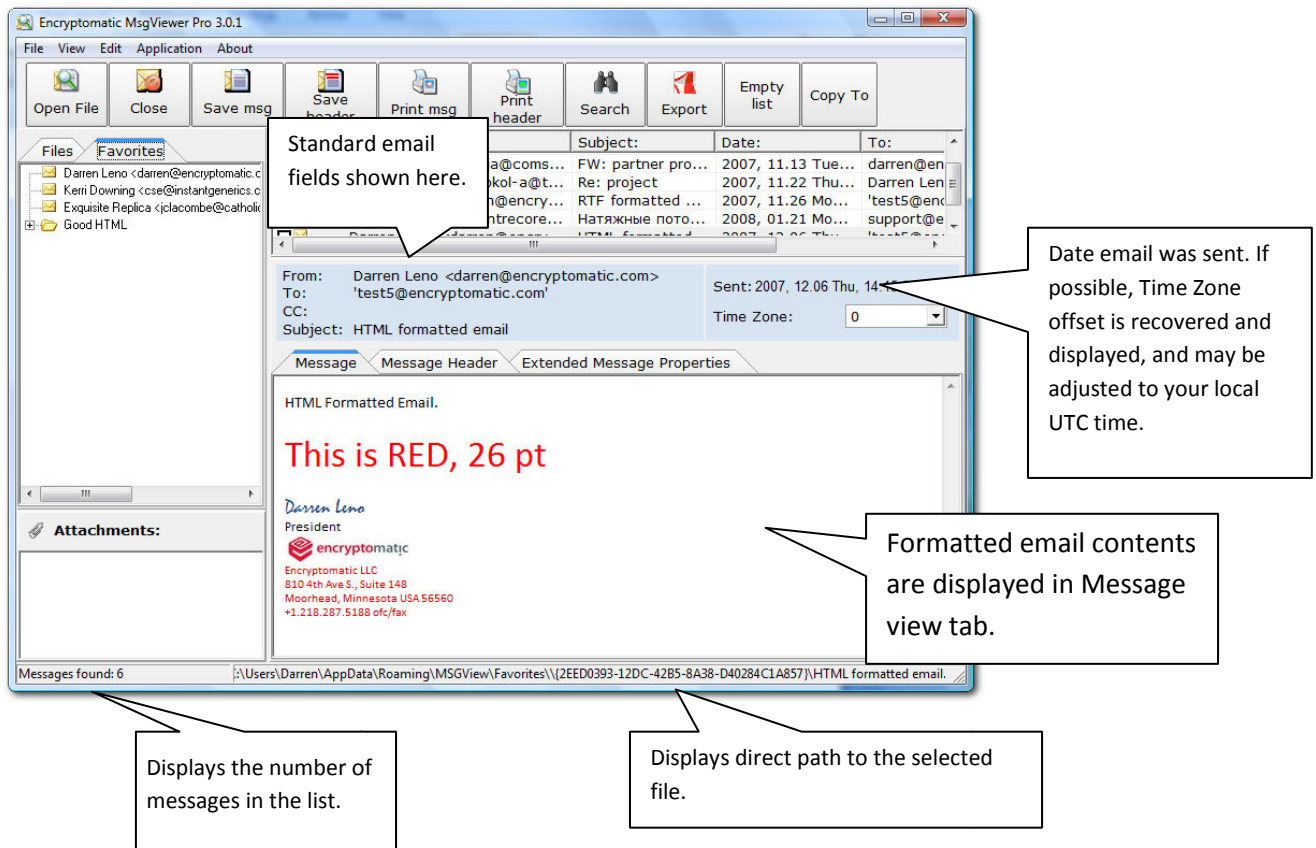 Encryptomatic MsgViewer Pro 3.0.1
File View Edit Application About
Open File Close Save msg Save header Print msg Print header Search Export Empty list Copy To
Standard email
fields shown here.
Files Favorites
Subject: Date: To:
Darren Leno <darren@encryptomatic.c
Kerri Downing <cse@instantgenerics.c
Exquisite Replica <jclacombe@catholic
Good HTML
a@coms... FW: partner pro... 2007, 11.13 Tue... darren@en
okol-a@t... Re: project 2007, 11.22 Thu... Darren Len
n@encry... RTF formatted ... 2007, 11.26 Mo... 'test5@enc
ntrecore... Натяжные пото... 2008, 01.21 Mo... support@e
HTML formatted 2007, 12.06 Thu
From: Darren Leno <darren@encryptomatic.com>
To: 'test5@encryptomatic.com'
CC:
Subject: HTML formatted email
Sent: 2007, 12.06 Thu,
Time Zone: 0
Date email was sent. If
possible, Time Zone
offset is recovered and
displayed, and may be
adjusted to your local
UTC time.
Message Message Header Extended Message Properties
HTML Formatted Email.
This is RED, 26 pt
Darren Leno
President
encryptomatic
Encryptomatic LLC
810 4th Ave S., Suite 148
Moorhead, Minnesota USA 56560
+1.218.287.5188 ofc/fax
Attachments:
Formatted email contents
are displayed in Message
view tab.
Messages found: 6 :\Users\Darren\AppData\Roaming\MSGView\Favorites\\{2EED0393-12DC-42B5-8A38-D40284C1A857}\HTML formatted email.
Displays the number of
messages in the list.
Displays direct path to the selected
file.